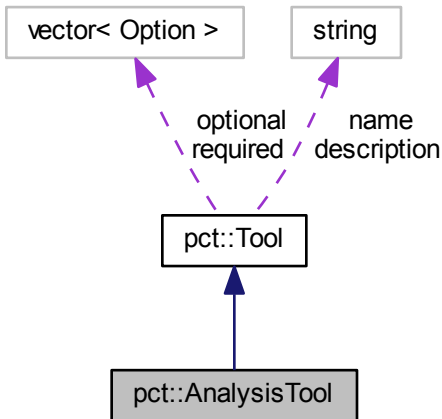 vector< Option >
string
optional
required
name
description
pct::Tool
pct::AnalysisTool